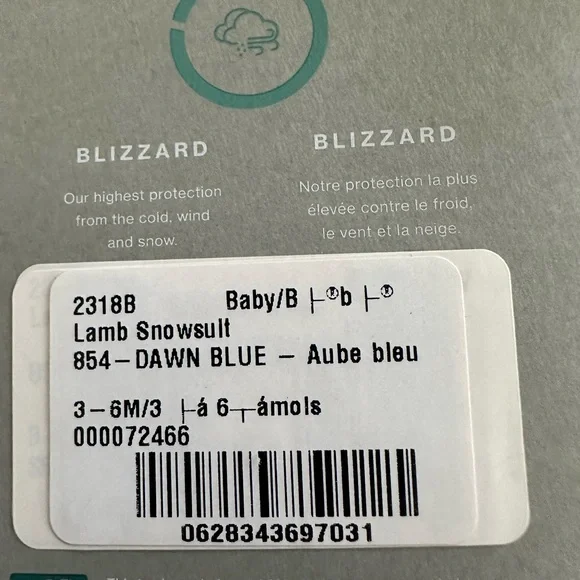 BLIZZARD
Our highest protection
from the cold, wind
and snow.
BLIZZARD
Notre protection la plus
élevée contre le froid,
le vent et la neige.
2318B Baby/B ├®b ├®
Lamb Snowsuit
854-DAWN BLUE - Aube bleu
3-6M/3 ├á 6┬ámois
000072466
0628343697031